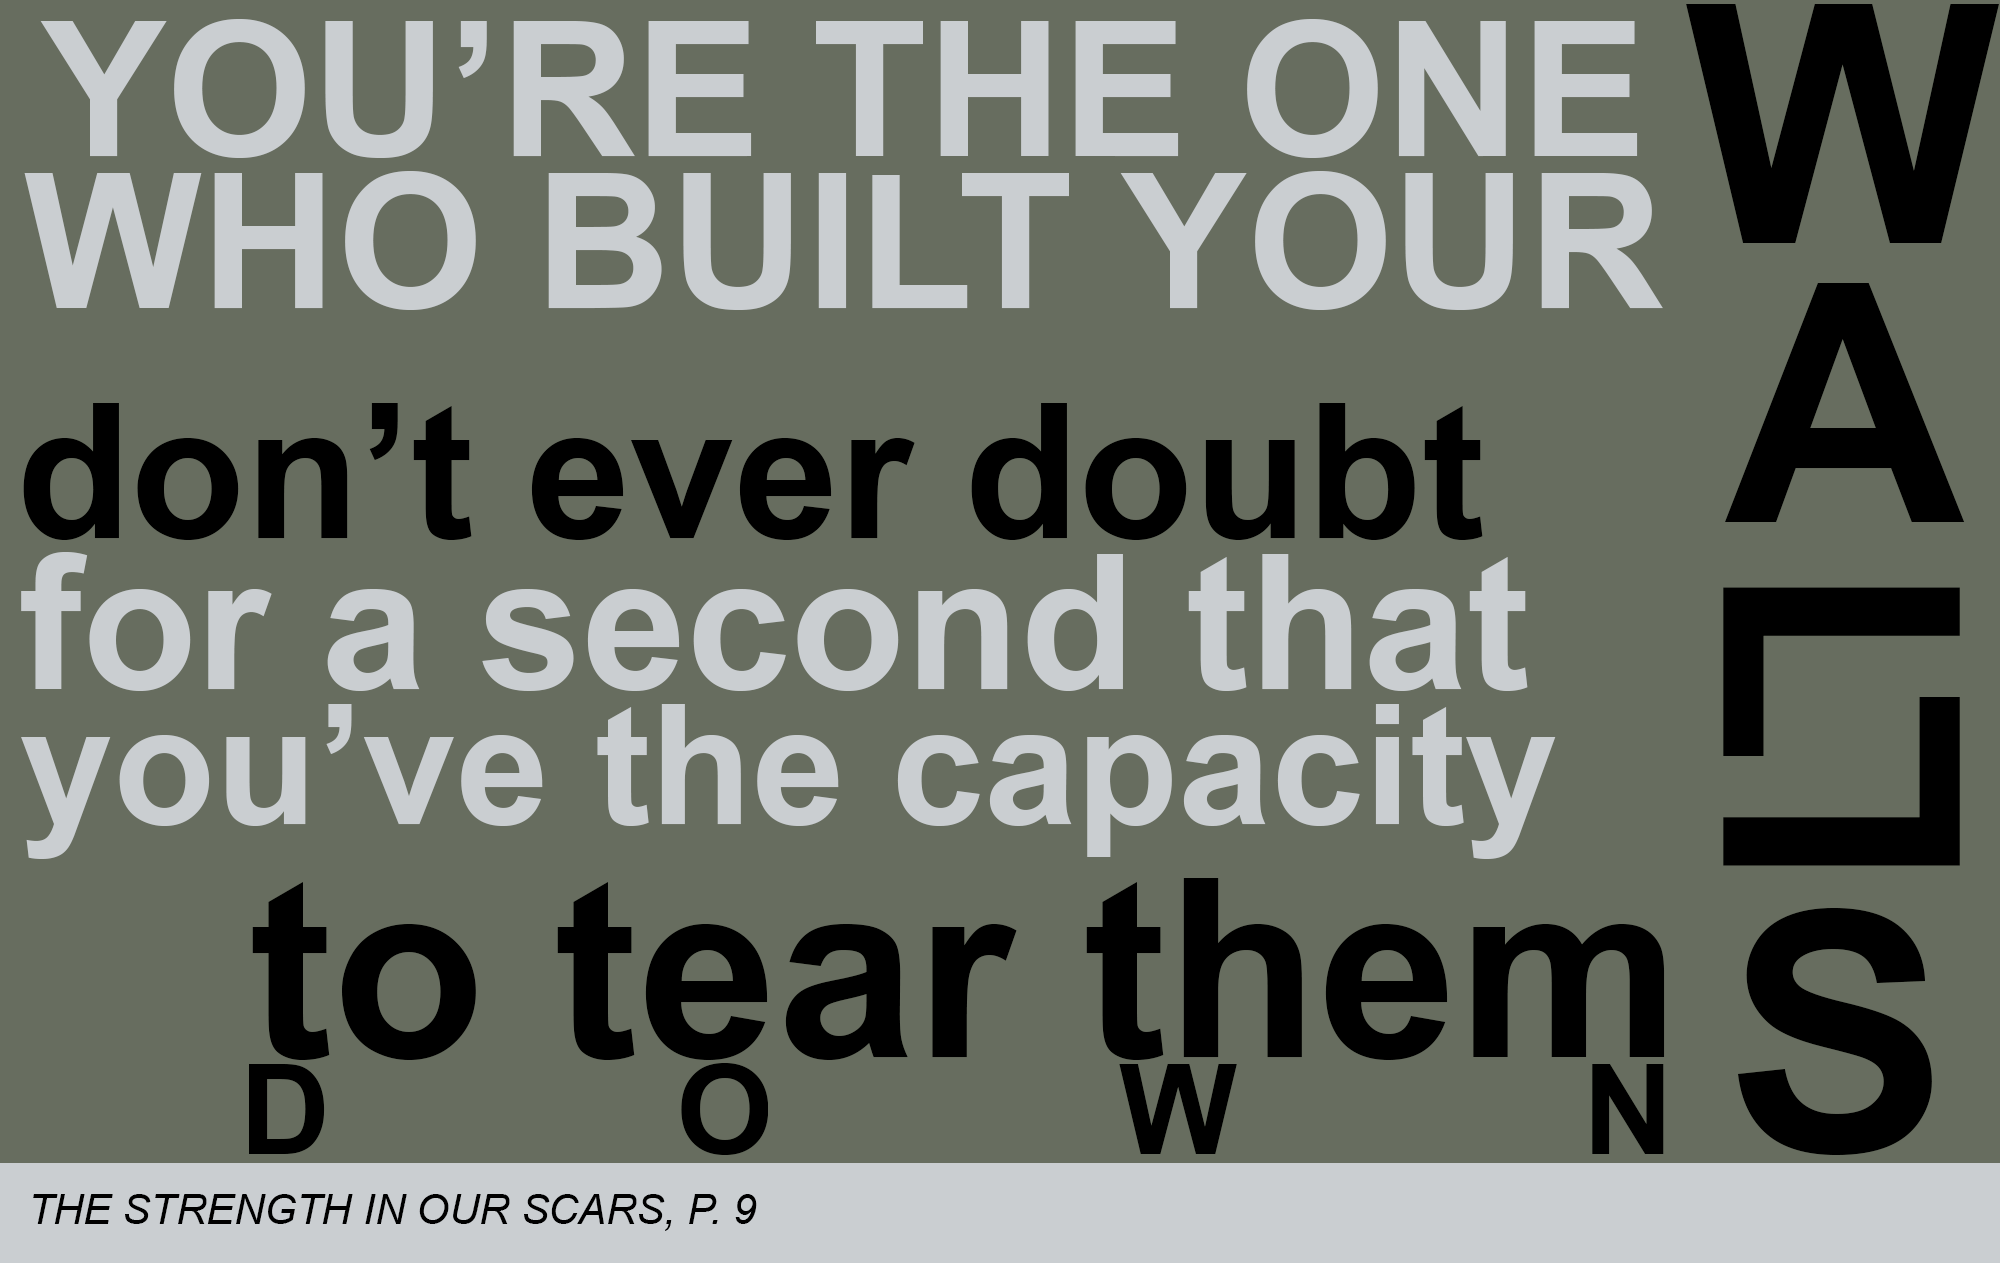 YOU’RE THE ONE
WHO BUILT YOUR
WALLS
don’t ever doubt
for a second that
you’ve the capacity
to tear them
DOWN
THE STRENGTH IN OUR SCARS, P. 9